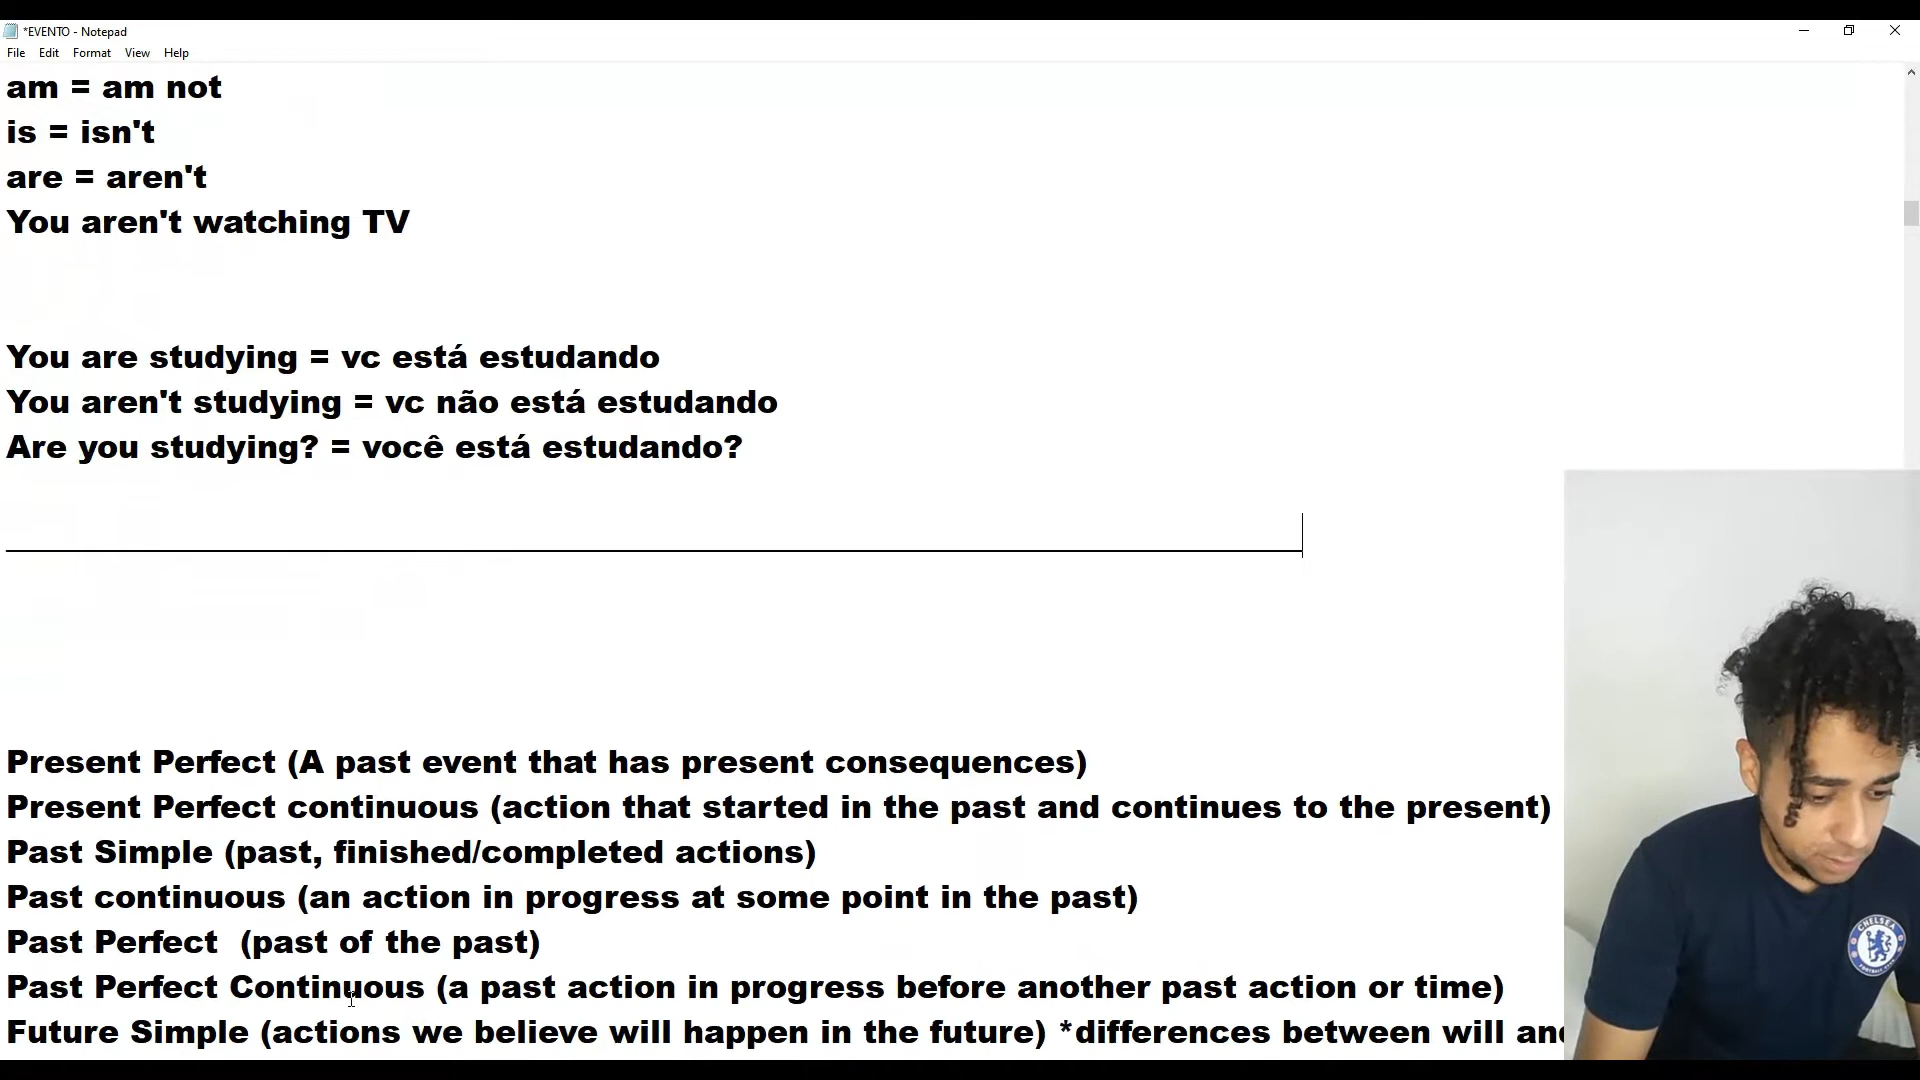 *EVENTO - Notepad
File Edit Format View Help
am = am not
is = isn't
are = aren't
You aren't watching TV
You are studying = vc está estudando
You aren't studying = vc não está estudando
Are you studying? = você está estudando?
Present Perfect (A past event that has present consequences)
Present Perfect continuous (action that started in the past and continues to the present)
Past Simple (past, finished/completed actions)
Past continuous (an action in progress at some point in the past)
Past Perfect  (past of the past)
Past Perfect Continuous (a past action in progress before another past action or time)
Future Simple (actions we believe will happen in the future) *differences between will
CHELSEA